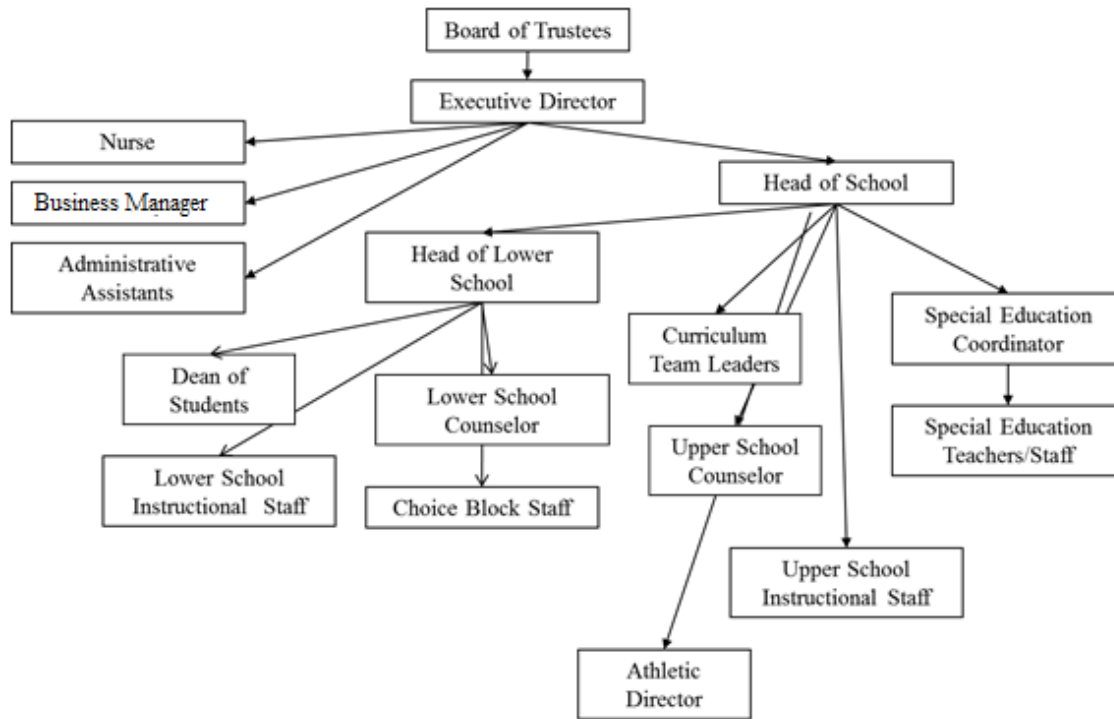 Board of Trustees
Executive Director
Nurse
Business Manager
Administrative
Assistants
Head of School
Head of Lower
School
Curriculum
Team Leaders
Special Education
Coordinator
Dean of
Students
Lower School
Counselor
Upper School
Counselor
Special Education
Teachers/Staff
Lower School
Instructional Staff
Choice Block Staff
Upper School
Instructional Staff
Athletic
Director